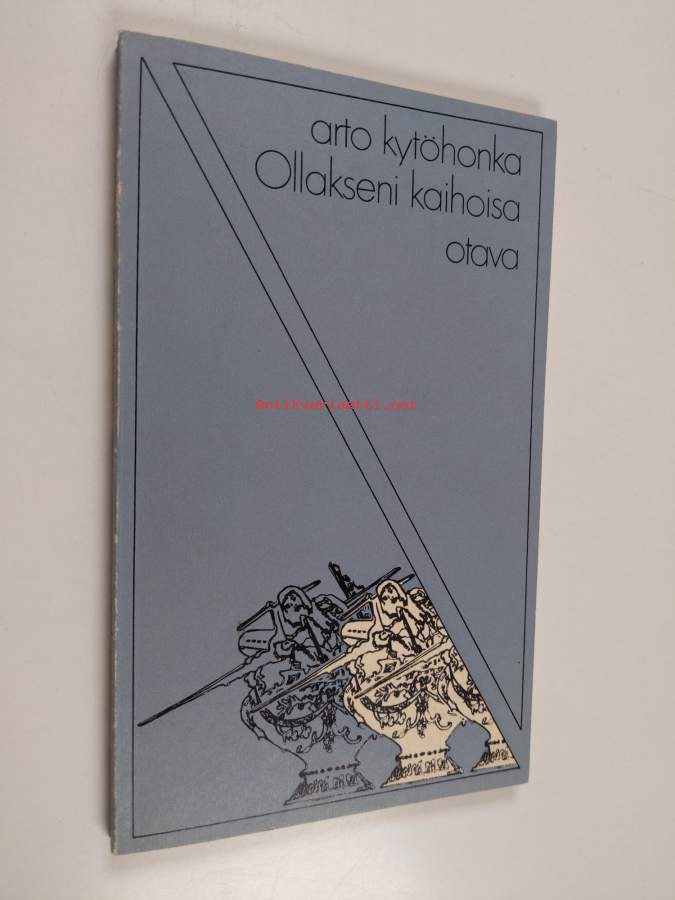 arto kytöhonka
Ollakseni kaihoisa
otava
Antikvariaatti.net